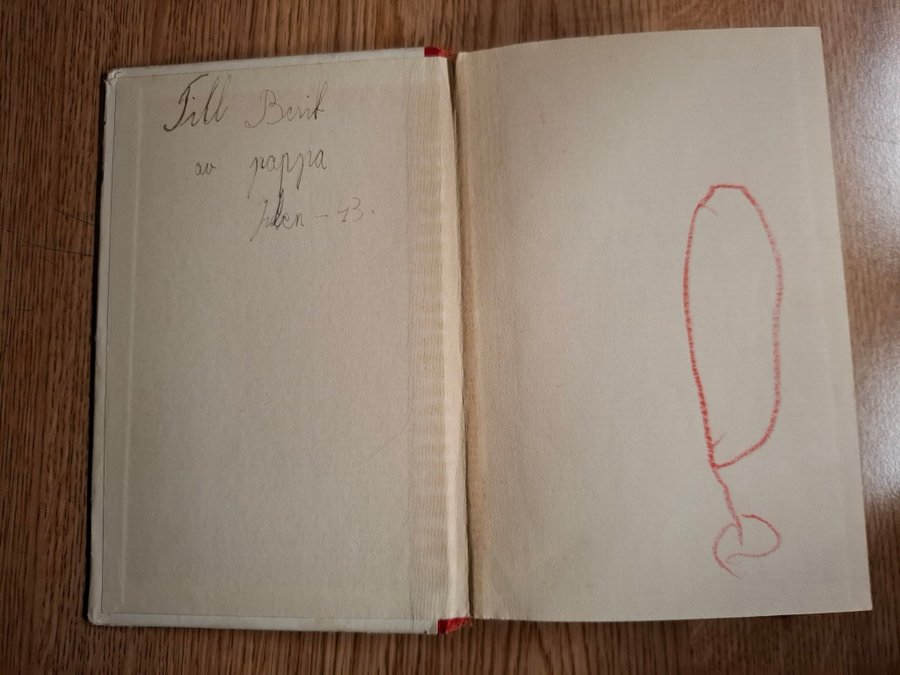 Till Berit
av pappa
Julen - 43.